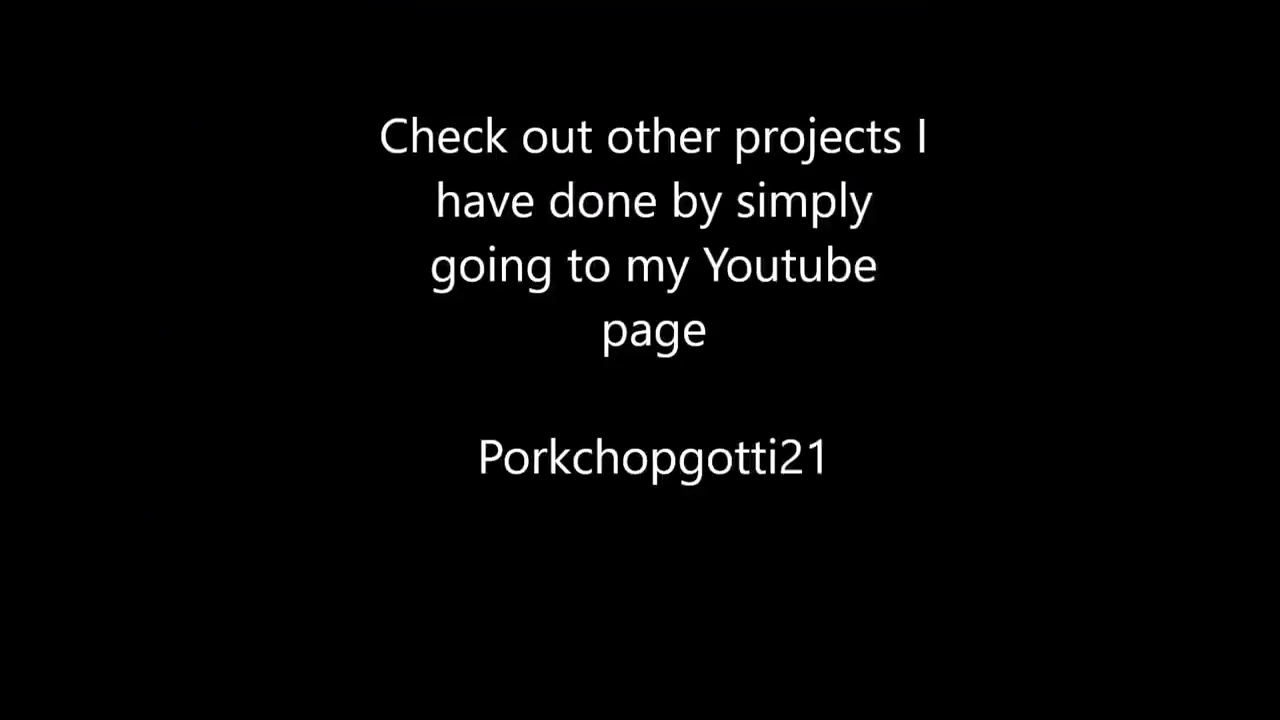 Check out other projects I
have done by simply
going to my Youtube
page
Porkchopgotti21